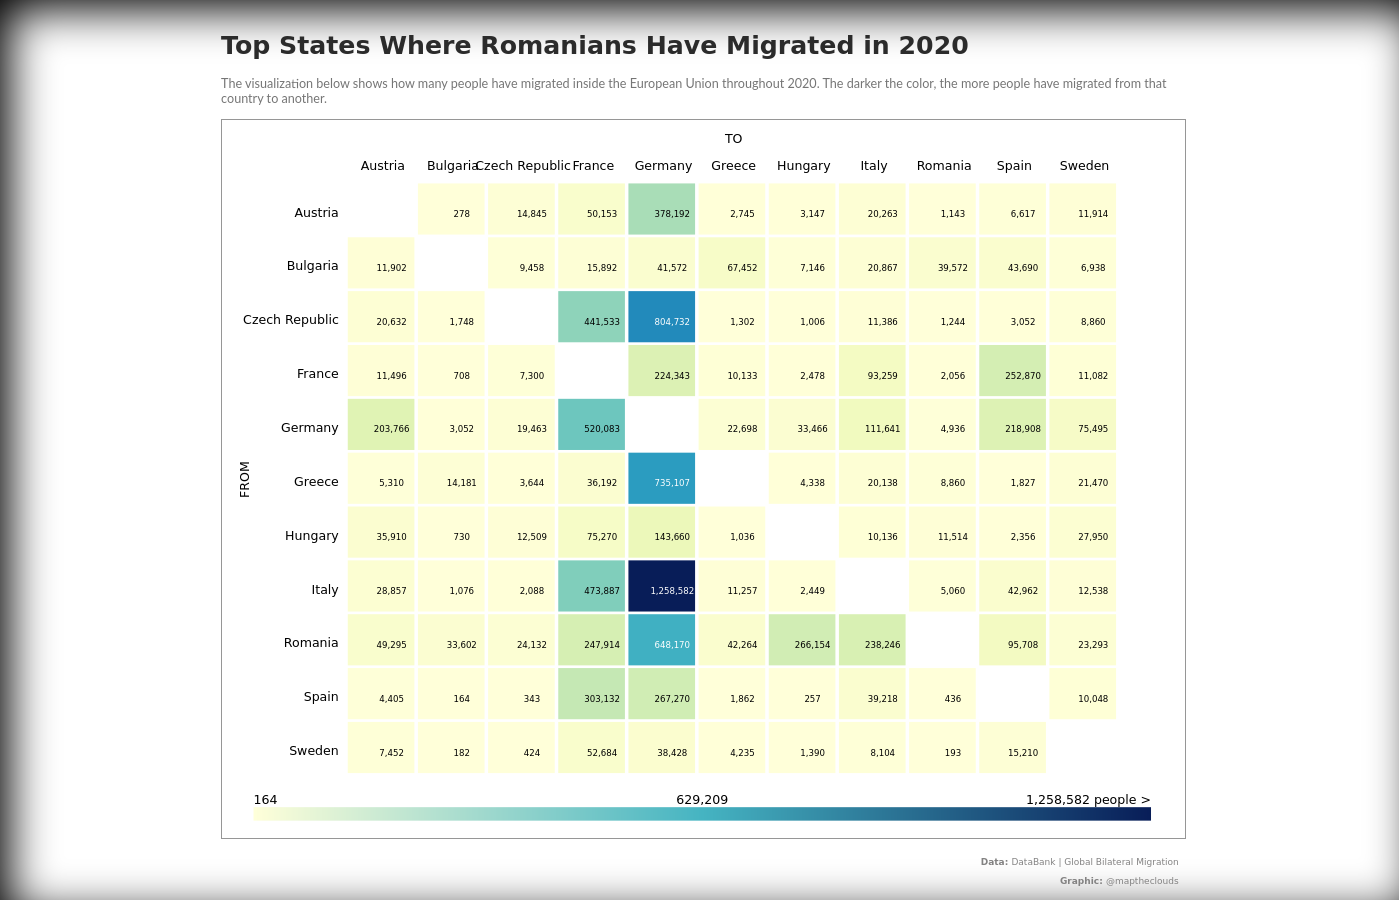 Top States Where Romanians Have Migrated in 2020
The visualization below shows how many people have migrated inside the European Union throughout 2020. The darker the color, the more people have migrated from that
country to another.
TO
Austria Bulgaria Czech Republic France Germany Greece Hungary Italy Romania Spain Sweden
Austria 278 14,845 50,153 378,192 2,745 3,147 20,263 1,143 6,617 11,914
Bulgaria 11,902 9,458 15,892 41,572 67,452 7,146 20,867 39,572 43,690 6,938
Czech Republic 20,632 1,748 441,533 804,732 1,302 1,006 11,386 1,244 3,052 8,860
France 11,496 708 7,300 224,343 10,133 2,478 93,259 2,056 252,870 11,082
Germany 203,766 3,052 19,463 520,083 22,698 33,466 111,641 4,936 218,908 75,495
FROM
Greece 5,310 14,181 3,644 36,192 735,107 4,338 20,138 8,860 1,827 21,470
Hungary 35,910 730 12,509 75,270 143,660 1,036 10,136 11,514 2,356 27,950
Italy 28,857 1,076 2,088 473,887 1,258,582 11,257 2,449 5,060 42,962 12,538
Romania 49,295 33,602 24,132 247,914 648,170 42,264 266,154 238,246 95,708 23,293
Spain 4,405 164 343 303,132 267,270 1,862 257 39,218 436 10,048
Sweden 7,452 182 424 52,684 38,428 4,235 1,390 8,104 193 15,210
164 629,209 1,258,582 people >
Data: DataBank | Global Bilateral Migration
Graphic: @maptheclouds